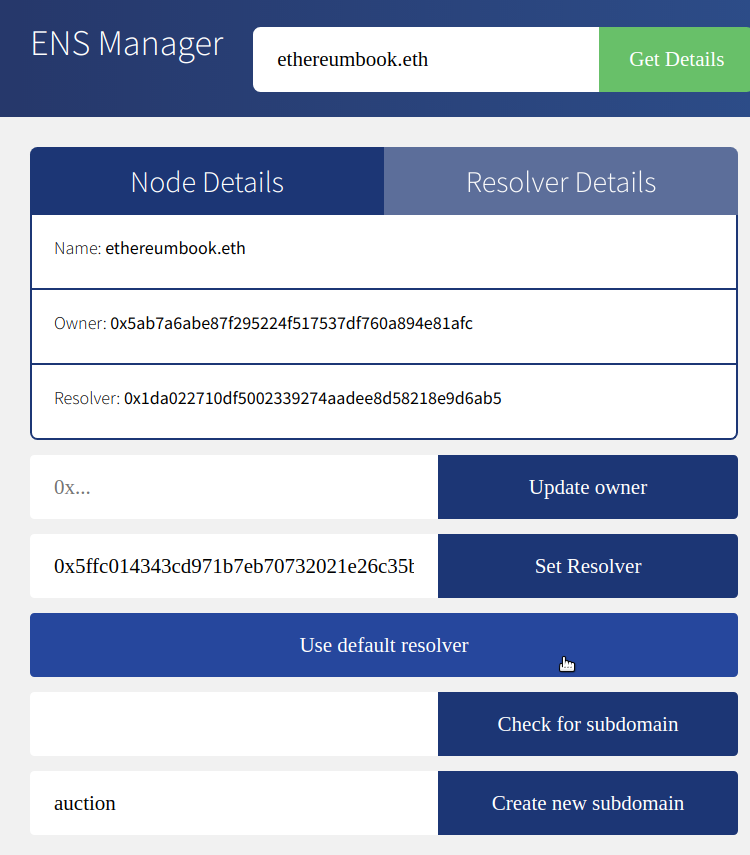 ENS Manager
ethereumbook.eth
Get Details
Node Details
Resolver Details
Name: ethereumbook.eth
Owner: 0x5ab7a6abe87f295224f517537df760a894e81afc
Resolver: 0x1da022710df5002339274aadee8d58218e9d6ab5
0x...
Update owner
0x5ffc014343cd971b7eb70732021e26c35b
Set Resolver
Use default resolver
Check for subdomain
auction
Create new subdomain